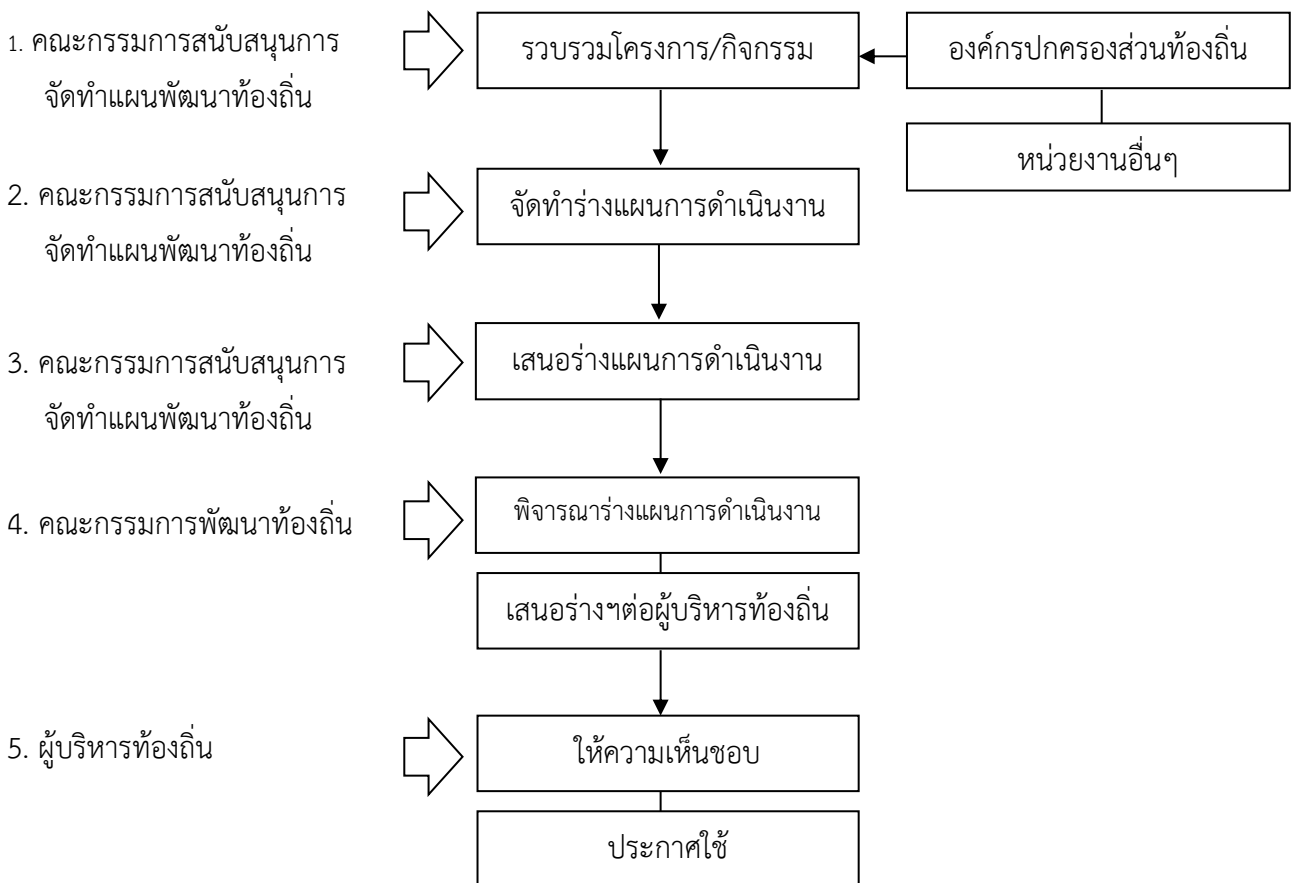 1. คณะกรรมการสนับสนุนการ
จัดทำแผนพัฒนาท้องถิ่น
รวบรวมโครงการ/กิจกรรม
องค์กรปกครองส่วนท้องถิ่น
หน่วยงานอื่นๆ
2. คณะกรรมการสนับสนุนการ
จัดทำแผนพัฒนาท้องถิ่น
จัดทำร่างแผนการดำเนินงาน
3. คณะกรรมการสนับสนุนการ
จัดทำแผนพัฒนาท้องถิ่น
เสนอร่างแผนการดำเนินงาน
4. คณะกรรมการพัฒนาท้องถิ่น
พิจารณาร่างแผนการดำเนินงาน
เสนอร่างฯต่อผู้บริหารท้องถิ่น
5. ผู้บริหารท้องถิ่น
ให้ความเห็นชอบ
ประกาศใช้